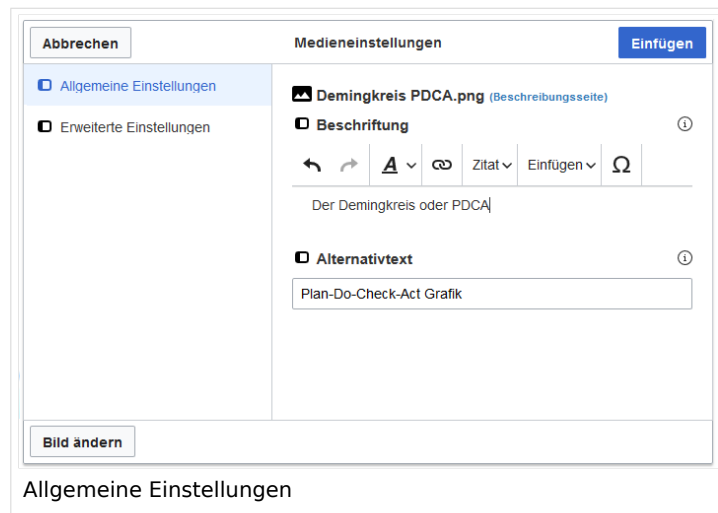 Abbrechen Medieneinstellungen Einfügen
Allgemeine Einstellungen
Erweiterte Einstellungen
Demingkreis PDCA.png (Beschreibungsseite)
Beschriftung
A Zitat Einfügen Ω
Der Demingkreis oder PDCA
Alternativtext
Plan-Do-Check-Act Grafik
Bild ändern
Allgemeine Einstellungen